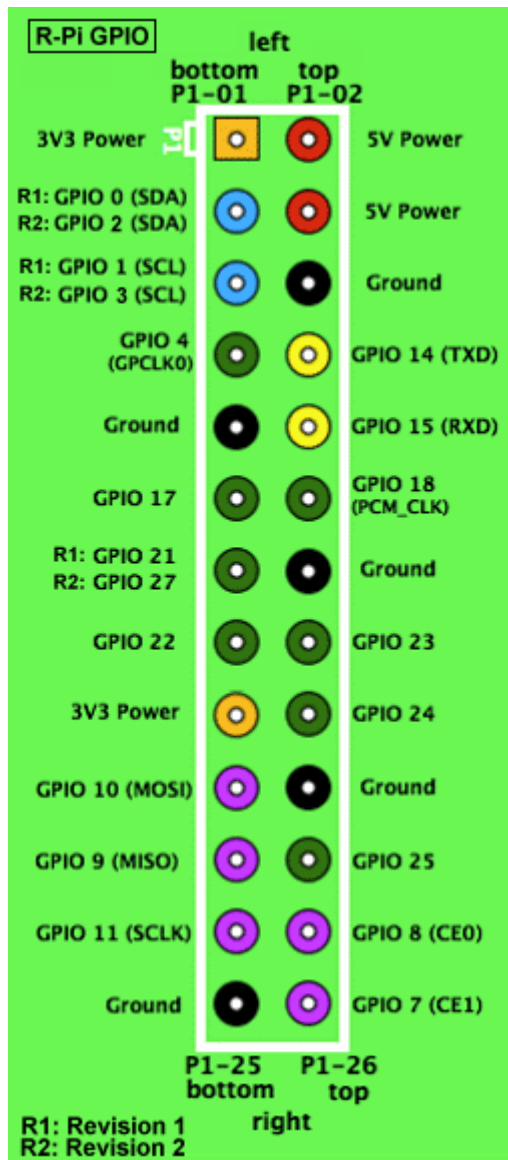 R-Pi GPIO
left
bottom top
P1-01 P1-02
3V3 Power P1 5V Power
R1: GPIO 0 (SDA)
R2: GPIO 2 (SDA)
5V Power
R1: GPIO 1 (SCL)
R2: GPIO 3 (SCL)
Ground
GPIO 4
(GPCLK0)
GPIO 14 (TXD)
Ground GPIO 15 (RXD)
GPIO 17
GPIO 18
(PCM_CLK)
R1: GPIO 21
R2: GPIO 27
Ground
GPIO 22 GPIO 23
3V3 Power GPIO 24
GPIO 10 (MOSI) Ground
GPIO 9 (MISO) GPIO 25
GPIO 11 (SCLK) GPIO 8 (CE0)
Ground GPIO 7 (CE1)
P1-25 P1-26
bottom top
right
R1: Revision 1
R2: Revision 2